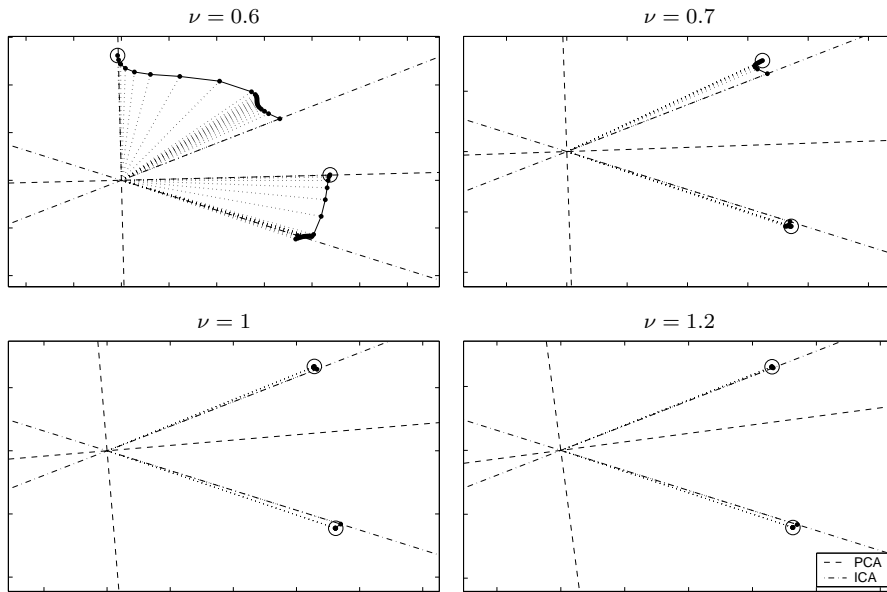 ν = 0.6
ν = 0.7
ν = 1
ν = 1.2
PCA
ICA